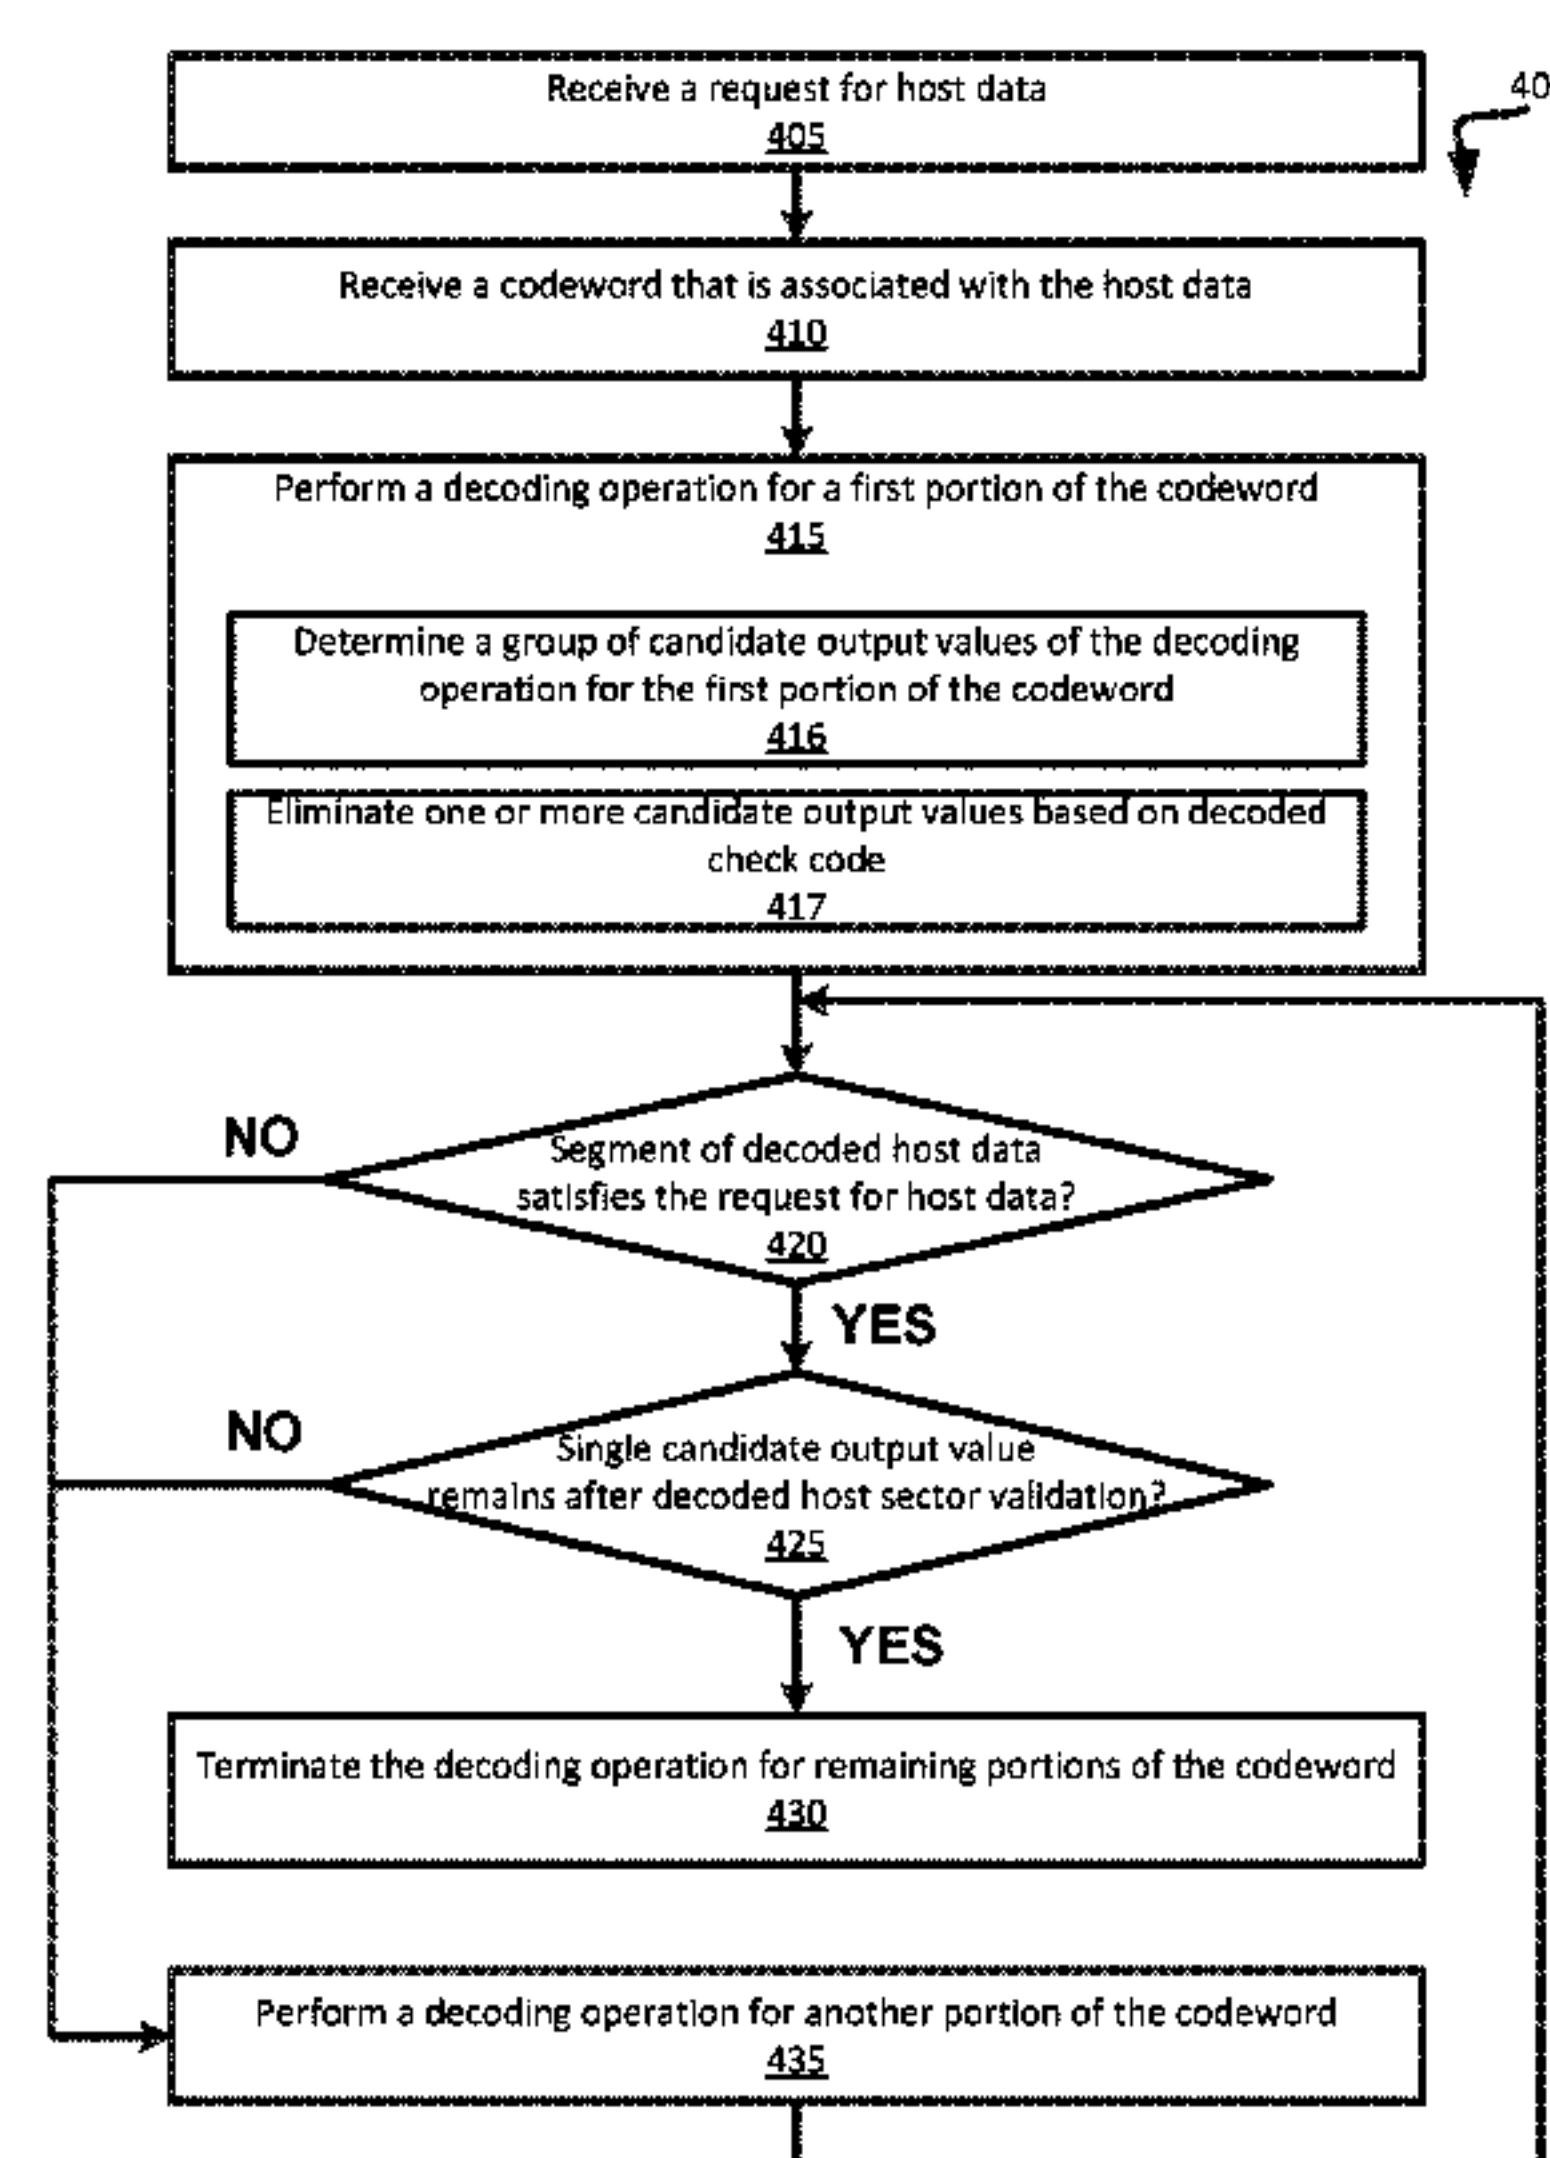 Receive a request for host data
405
40
Receive a codeword that is associated with the host data
410
Perform a decoding operation for a first portion of the codeword
415
Determine a group of candidate output values of the decoding
operation for the first portion of the codeword
416
Eliminate one or more candidate output values based on decoded
check code
417
NO
Segment of decoded host data
satisfies the request for host data?
420
YES
NO
Single candidate output value
remains after decoded host sector validation?
425
YES
Terminate the decoding operation for remaining portions of the codeword
430
Perform a decoding operation for another portion of the codeword
435